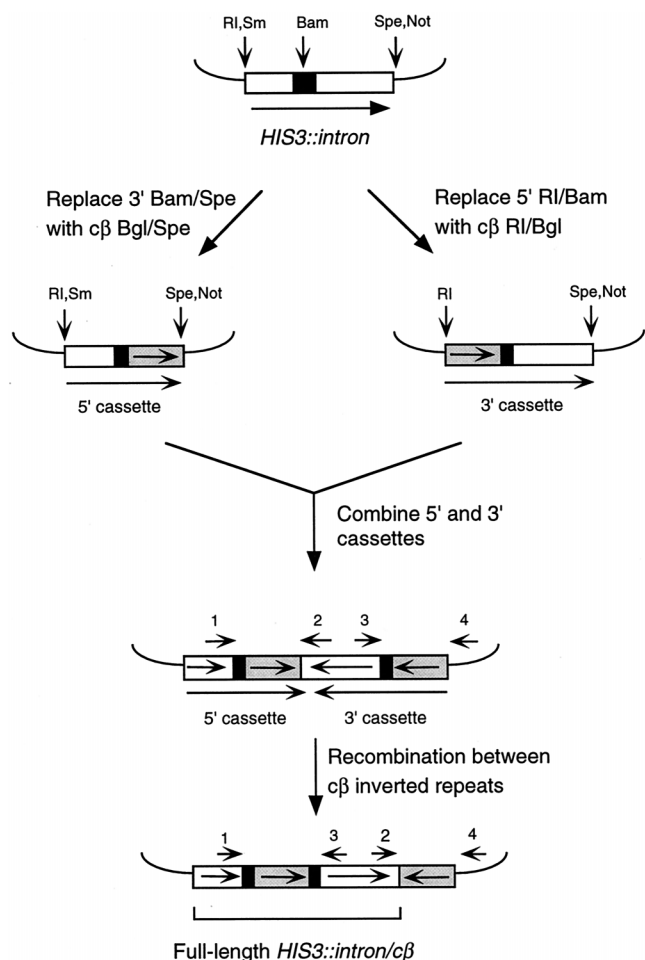 RI,Sm Bam Spe,Not
HIS3::intron
Replace 3' Bam/Spe
with cβ Bgl/Spe
Replace 5' RI/Bam
with cβ RI/Bgl
RI,Sm Spe,Not
5' cassette
RI Spe,Not
3' cassette
Combine 5' and 3'
cassettes
1 2 3 4
5' cassette 3' cassette
Recombination between
cβ inverted repeats
1 3 2 4
Full-length HIS3::intron/cβ